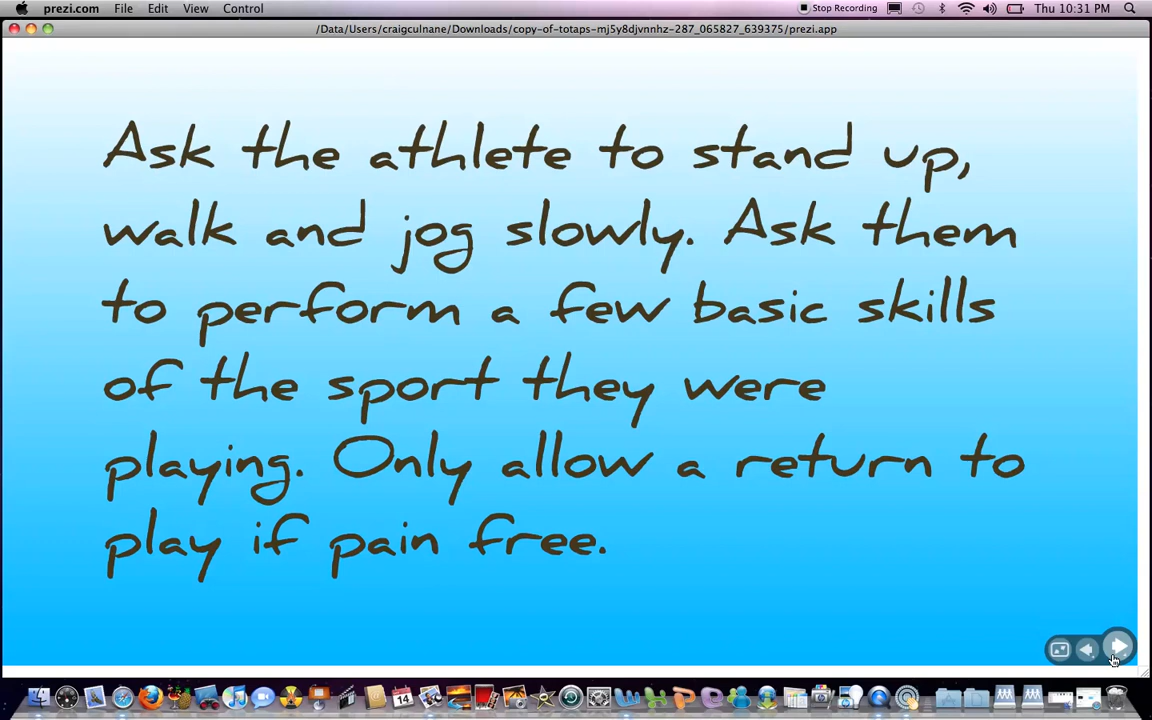 prezi.com File Edit View Control Stop Recording Thu 10:31 PM
/Data/Users/craigculnane/Downloads/copy-of-totaps-mj5y8djvnnhz-287_065827_639375/prezi.app
Ask the athlete to stand up,
walk and jog slowly. Ask them
to perform a few basic skills
of the sport they were
playing. Only allow a return to
play if pain free.